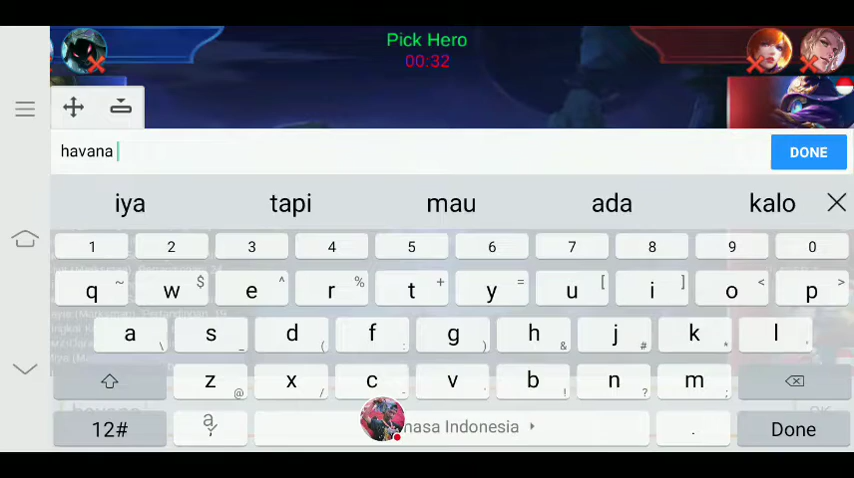 Pick Hero
00:32
havana
DONE
iya tapi mau ada kalo
1 2 3 4 5 6 7 8 9 0
q ~ w $ e ^ r % t + y = u [ i ] o < p >
a \ s _ d ( f : g ) h & j # k * l '
z @ x / c - v b ! n ? m ;
12# a , nasa Indonesia . Done